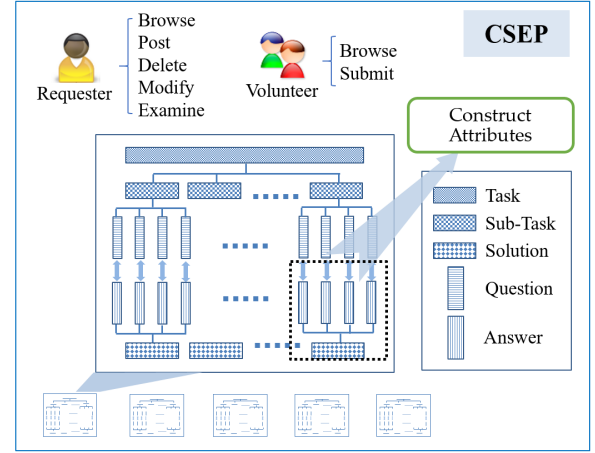 Browse
Post
Delete
Modify
Examine
Requester
Browse
Submit
Volunteer
CSEP
Construct
Attributes
Task
Sub-Task
Solution
Question
Answer